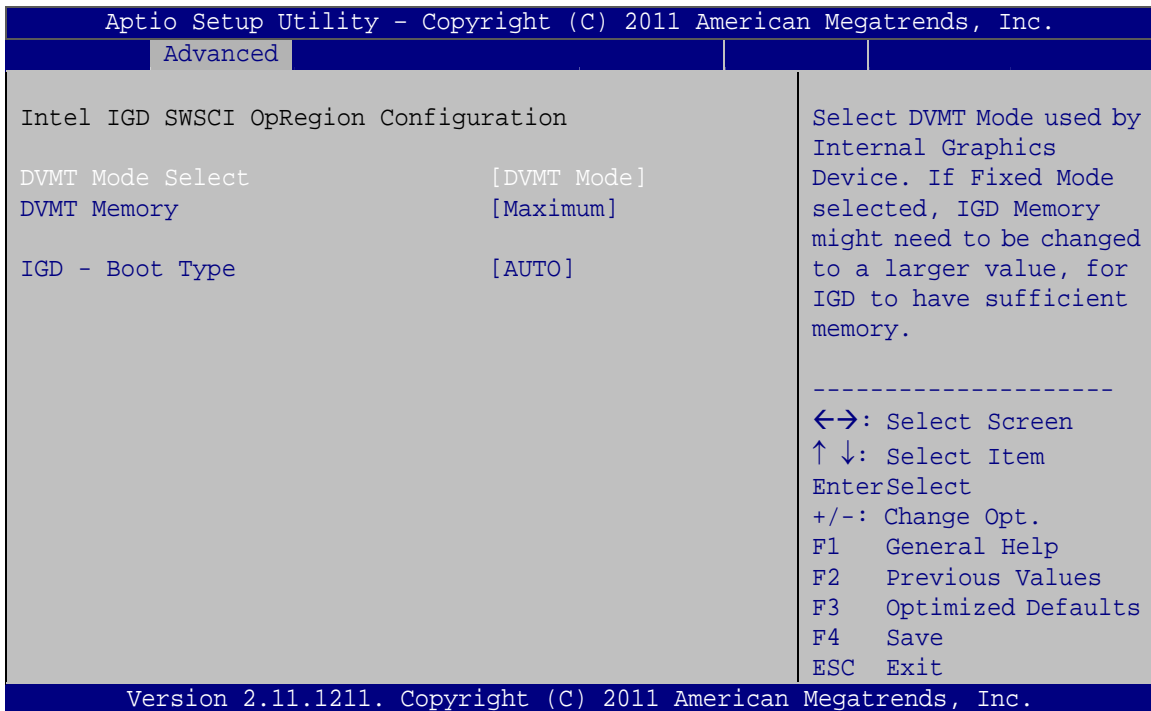 Aptio Setup Utility – Copyright (C) 2011 American Megatrends, Inc.
Advanced
Intel IGD SWSCI OpRegion Configuration
DVMT Mode Select [DVMT Mode]
DVMT Memory [Maximum]
IGD - Boot Type [AUTO]
Select DVMT Mode used by
Internal Graphics
Device. If Fixed Mode
selected, IGD Memory
might need to be changed
to a larger value, for
IGD to have sufficient
memory.
---------------------
←→: Select Screen
↑ ↓: Select Item
EnterSelect
+/-: Change Opt.
F1 General Help
F2 Previous Values
F3 Optimized Defaults
F4 Save
ESC Exit
Version 2.11.1211. Copyright (C) 2011 American Megatrends, Inc.